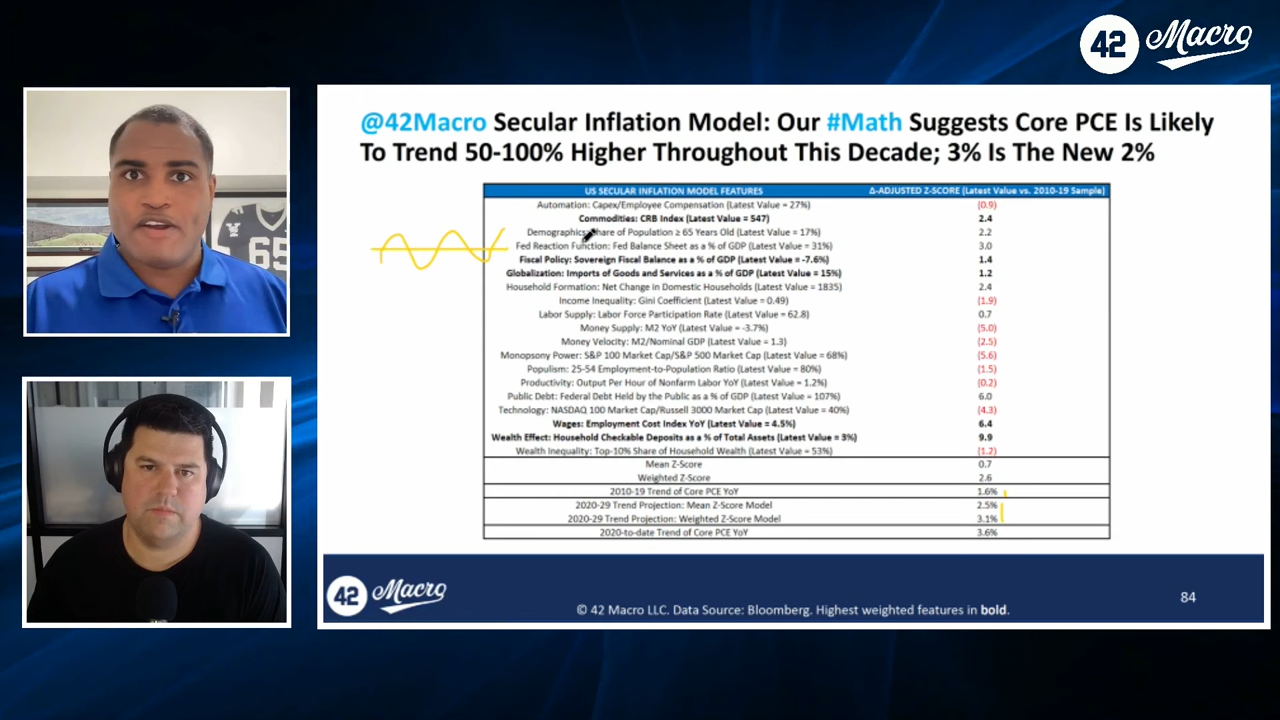 42 Macro
@42Macro Secular Inflation Model: Our #Math Suggests Core PCE Is Likely
To Trend 50-100% Higher Throughout This Decade; 3% Is The New 2%
US SECULAR INFLATION MODEL FEATURES Δ-ADJUSTED Z-SCORE (Latest Value vs. 2010-19 Sample)
Automation: Capex/Employee Compensation (Latest Value = 27%) (0.9)
Commodities: CRB Index (Latest Value = 547) 2.4
Demographics: Share of Population ≥ 65 Years Old (Latest Value = 17%) 2.2
Fed Reaction Function: Fed Balance Sheet as a % of GDP (Latest Value = 31%) 3.0
Fiscal Policy: Sovereign Fiscal Balance as a % of GDP (Latest Value = -7.6%) 1.4
Globalization: Imports of Goods and Services as a % of GDP (Latest Value = 15%) 1.2
Household Formation: Net Change in Domestic Households (Latest Value = 1835) 2.4
Income Inequality: Gini Coefficient (Latest Value = 0.49) (1.9)
Labor Supply: Labor Force Participation Rate (Latest Value = 62.8) 0.7
Money Supply: M2 YoY (Latest Value = -3.7%) (5.0)
Money Velocity: M2/Nominal GDP (Latest Value = 1.3) (2.5)
Monopsony Power: S&P 100 Market Cap/S&P 500 Market Cap (Latest Value = 68%) (5.6)
Populism: 25-54 Employment-to-Population Ratio (Latest Value = 80%) (1.5)
Productivity: Output Per Hour of Nonfarm Labor YoY (Latest Value = 1.2%) (0.2)
Public Debt: Federal Debt Held by the Public as a % of GDP (Latest Value = 107%) 6.0
Technology: NASDAQ 100 Market Cap/Russell 3000 Market Cap (Latest Value = 40%) (4.3)
Wages: Employment Cost Index YoY (Latest Value = 4.5%) 6.4
Wealth Effect: Household Checkable Deposits as a % of Total Assets (Latest Value = 3%) 9.9
Wealth Inequality: Top-10% Share of Household Wealth (Latest Value = 53%) (1.2)
Mean Z-Score 0.7
Weighted Z-Score 2.6
2010-19 Trend of Core PCE YoY 1.6%
2020-29 Trend Projection: Mean Z-Score Model 2.5%
2020-29 Trend Projection: Weighted Z-Score Model 3.1%
2020-to-date Trend of Core PCE YoY 3.6%
42 Macro
© 42 Macro LLC. Data Source: Bloomberg. Highest weighted features in bold.
84
65